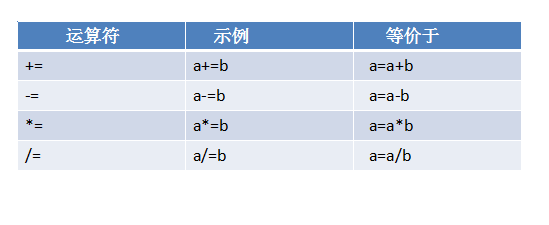 运算符 示例 等价于
+= a+=b a=a+b
-= a-=b a=a-b
*= a*=b a=a*b
/= a/=b a=a/b